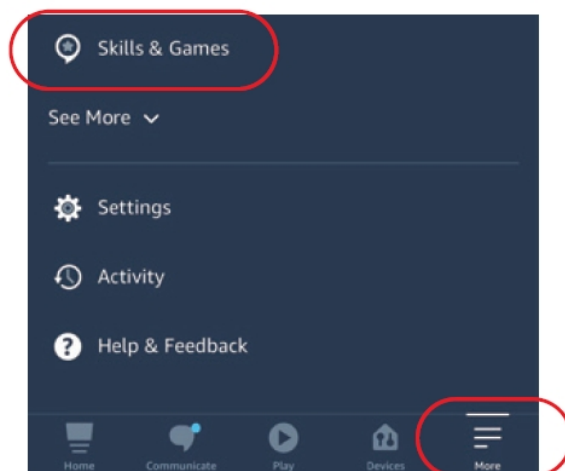 Skills & Games
See More
Settings
Activity
Help & Feedback
Home Communicate Play Devices More